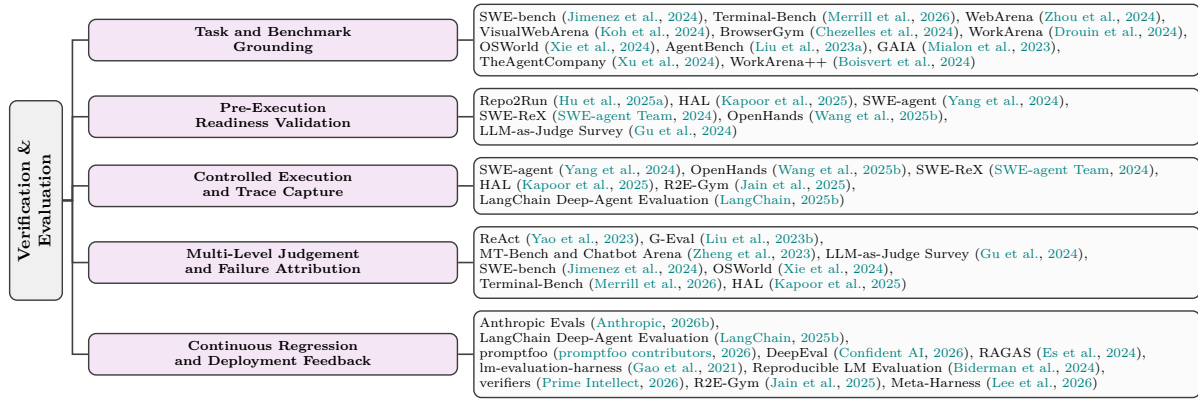 Verification &
Evaluation
Task and Benchmark
Grounding
SWE-bench (Jimenez et al., 2024), Terminal-Bench (Merrill et al., 2026), WebArena (Zhou et al., 2024),
VisualWebArena (Koh et al., 2024), BrowserGym (Chezelles et al., 2024), WorkArena (Drouin et al., 2024),
OSWorld (Xie et al., 2024), AgentBench (Liu et al., 2023a), GAIA (Mialon et al., 2023),
TheAgentCompany (Xu et al., 2024), WorkArena++ (Boisvert et al., 2024)
Pre-Execution
Readiness Validation
Repo2Run (Hu et al., 2025a), HAL (Kapoor et al., 2025), SWE-agent (Yang et al., 2024),
SWE-ReX (SWE-agent Team, 2024), OpenHands (Wang et al., 2025b),
LLM-as-Judge Survey (Gu et al., 2024)
Controlled Execution
and Trace Capture
SWE-agent (Yang et al., 2024), OpenHands (Wang et al., 2025b), SWE-ReX (SWE-agent Team, 2024),
HAL (Kapoor et al., 2025), R2E-Gym (Jain et al., 2025),
LangChain Deep-Agent Evaluation (LangChain, 2025b)
Multi-Level Judgement
and Failure Attribution
ReAct (Yao et al., 2023), G-Eval (Liu et al., 2023b),
MT-Bench and Chatbot Arena (Zheng et al., 2023), LLM-as-Judge Survey (Gu et al., 2024),
SWE-bench (Jimenez et al., 2024), OSWorld (Xie et al., 2024),
Terminal-Bench (Merrill et al., 2026), HAL (Kapoor et al., 2025)
Continuous Regression
and Deployment Feedback
Anthropic Evals (Anthropic, 2026b),
LangChain Deep-Agent Evaluation (LangChain, 2025b),
promptfoo (promptfoo contributors, 2026), DeepEval (Confident AI, 2026), RAGAS (Es et al., 2024),
lm-evaluation-harness (Gao et al., 2021), Reproducible LM Evaluation (Biderman et al., 2024),
verifiers (Prime Intellect, 2026), R2E-Gym (Jain et al., 2025), Meta-Harness (Lee et al., 2026)